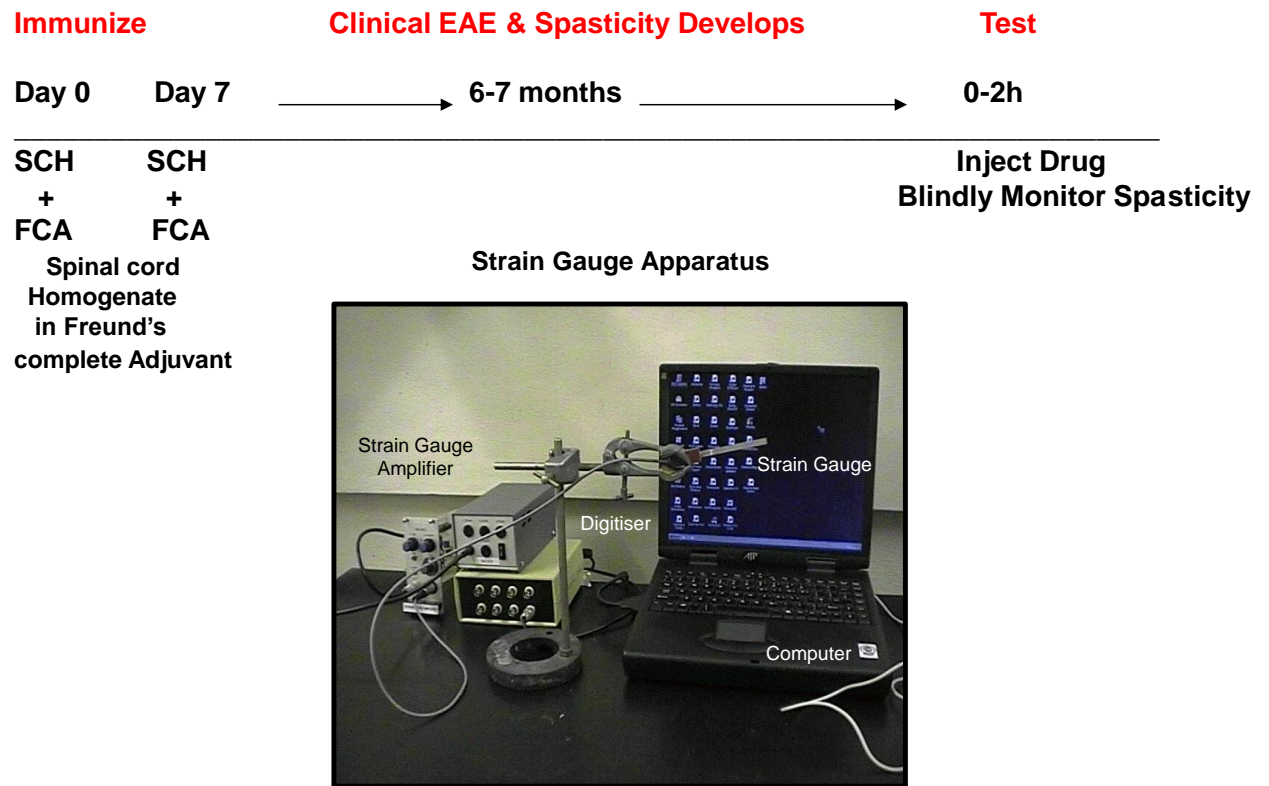 Immunize Clinical EAE & Spasticity Develops Test
Day 0 Day 7 6-7 months 0-2h
SCH SCH Inject Drug
+ + Blindly Monitor Spasticity
FCA FCA
Spinal cord
Homogenate
in Freund's
complete Adjuvant
Strain Gauge Apparatus
Strain Gauge
Amplifier
Strain Gauge
Digitiser
Computer